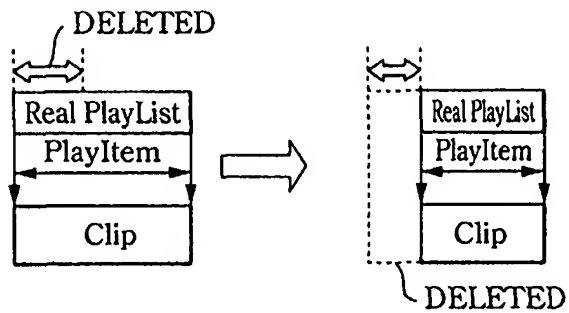 DELETED
Real PlayList
PlayItem
Clip
Real PlayList
PlayItem
Clip
DELETED